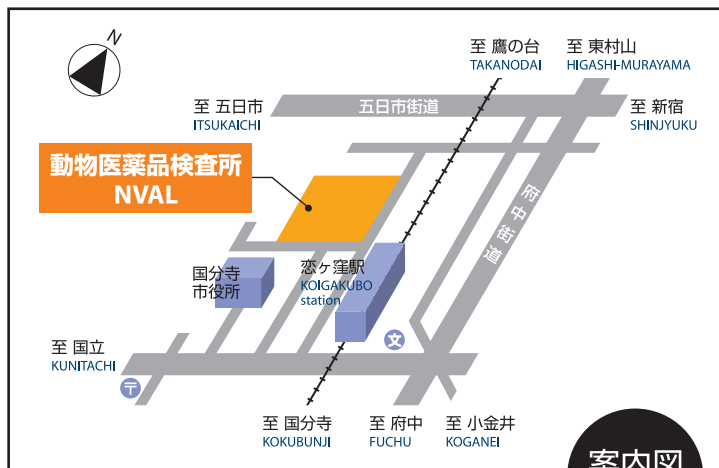 N
至 鷹の台
TAKANODAI
至 東村山
HIGASHI-MURAYAMA
至 五日市
ITSUKAICHI
五日市街道
至 新宿
SHINJYUKU
動物医薬品検査所
NVAL
府中街道
国分寺
市役所
恋ヶ窪駅
KOIGAKUBO
station
文
至 国立
KUNITACHI
〒
至 国分寺
KOKUBUNJI
至 府中
FUCHU
至 小金井
KOGANEI
案内図